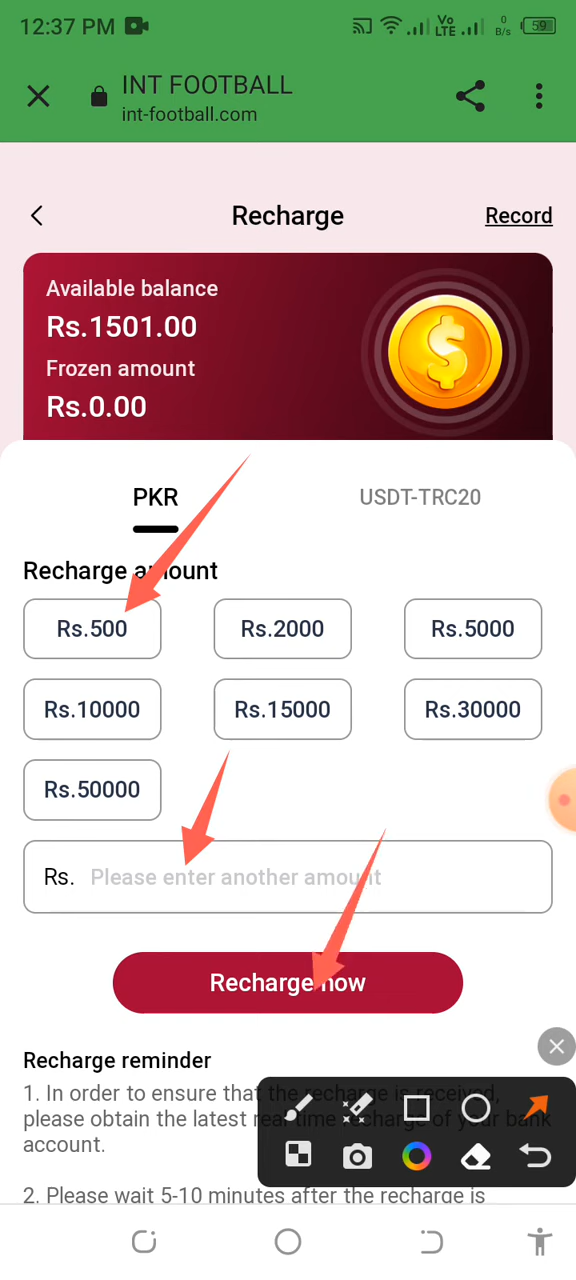 12:37 PM
Vo
LTE
0
B/s
59
INT FOOTBALL
int-football.com
Recharge
Record
Available balance
Rs.1501.00
Frozen amount
Rs.0.00
PKR
USDT-TRC20
Recharge amount
Rs.500
Rs.2000
Rs.5000
Rs.10000
Rs.15000
Rs.30000
Rs.50000
Rs. Please enter another amount
Recharge now
Recharge reminder
1. In order to ensure that the recharge is received,
please obtain the latest real-time recharge of your bank
account.
2. Please wait 5-10 minutes after the recharge is